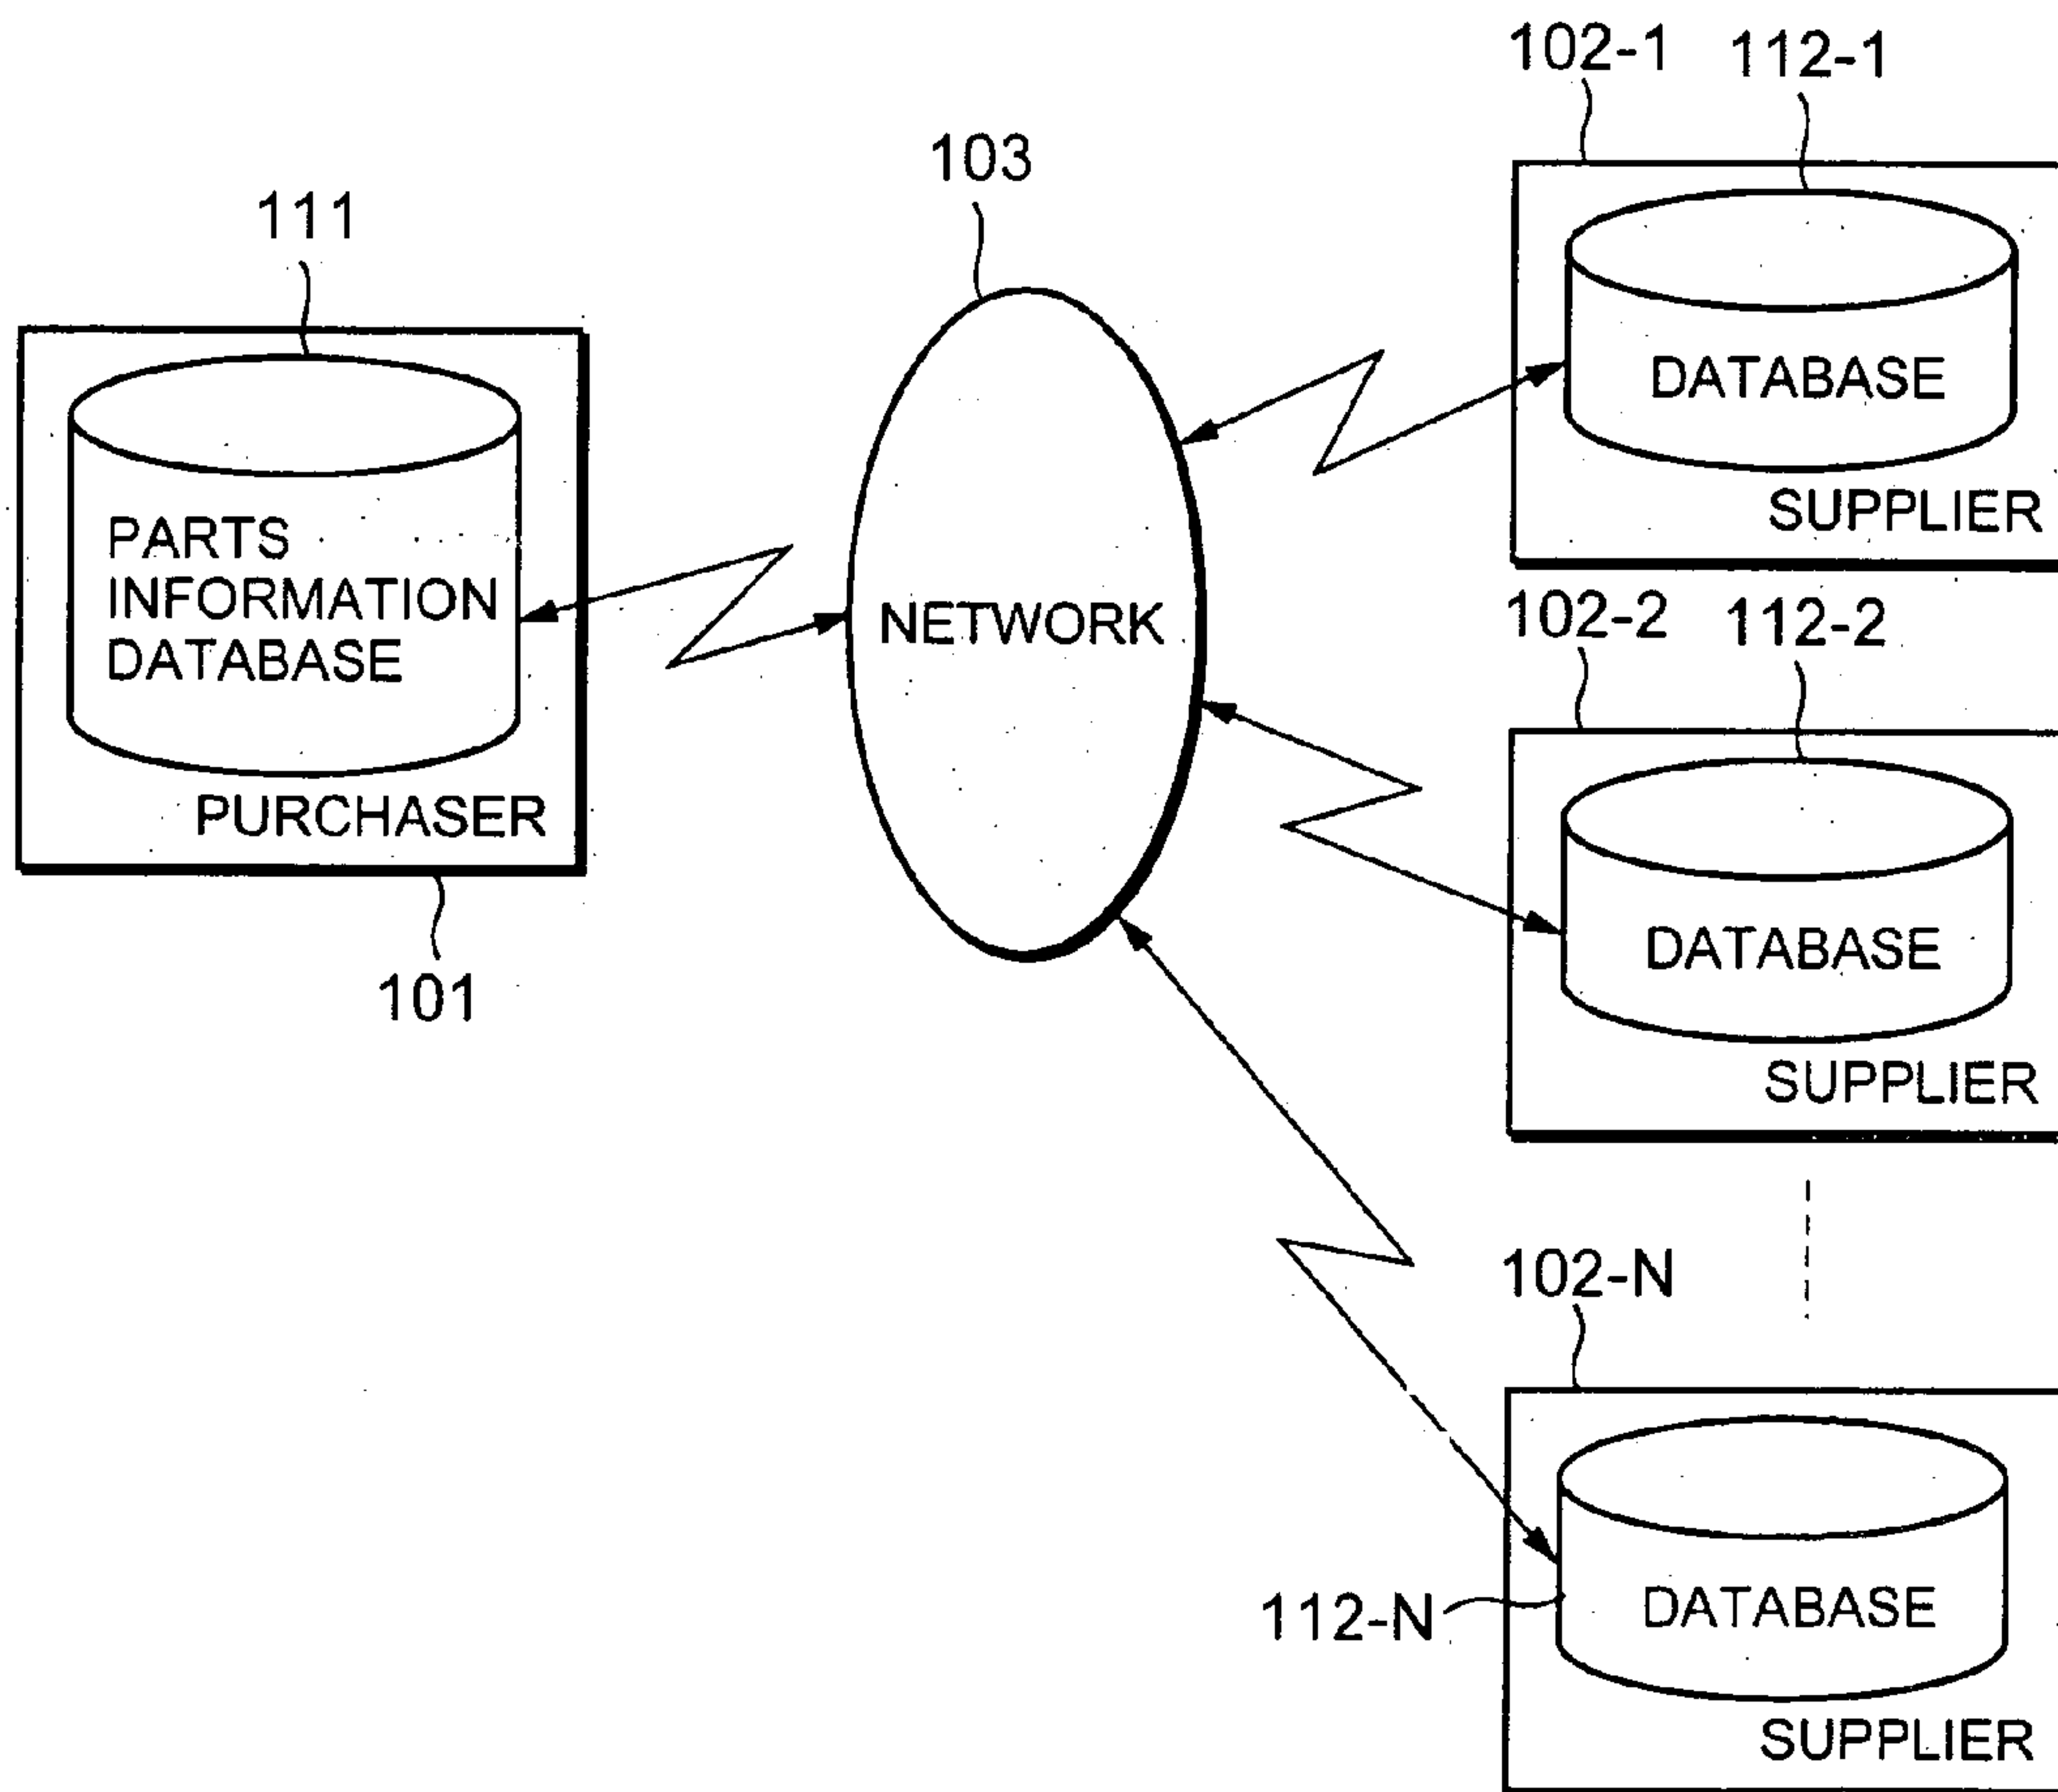 102-1
112-1
103
111
DATABASE
SUPPLIER
PARTS
INFORMATION
DATABASE
NETWORK
PURCHASER
101
102-2
112-2
DATABASE
SUPPLIER
102-N
112-N
DATABASE
SUPPLIER